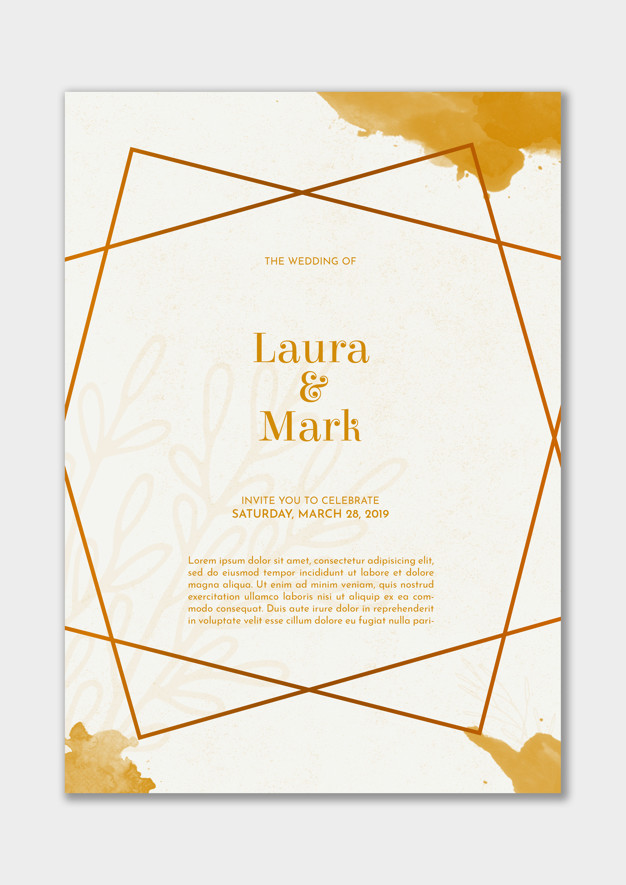 THE WEDDING OF
Laura
&
Mark
INVITE YOU TO CELEBRATE
SATURDAY, MARCH 28, 2019
Lorem ipsum dolor sit amet, consectetur adipisicing elit,
sed do eiusmod tempor incididunt ut labore et dolore
magna aliqua. Ut enim ad minim veniam, quis nostrud
exercitation ullamco laboris nisi ut aliquip ex ea com-
modo consequat. Duis aute irure dolor in reprehenderit
in voluptate velit esse cillum dolore eu fugiat nulla pari-